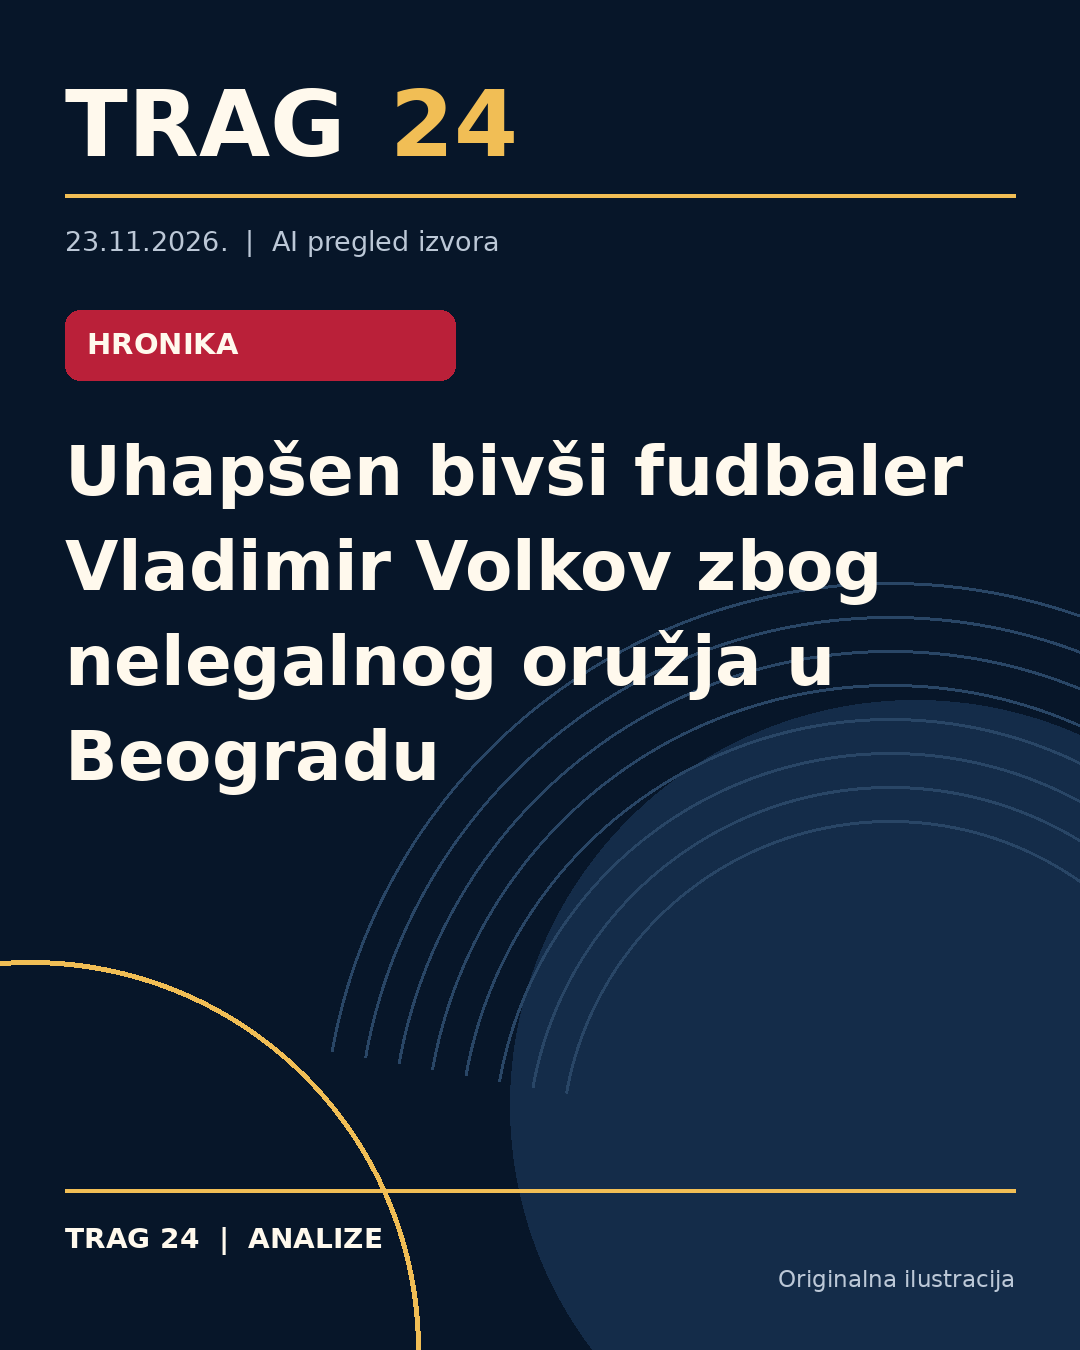 TRAG 24
23.11.2026. | AI pregled izvora
HRONIKA
Uhapšen bivši fudbaler
Vladimir Volkov zbog
nelegalnog oružja u
Beogradu
TRAG 24 | ANALIZE
Originalna ilustracija